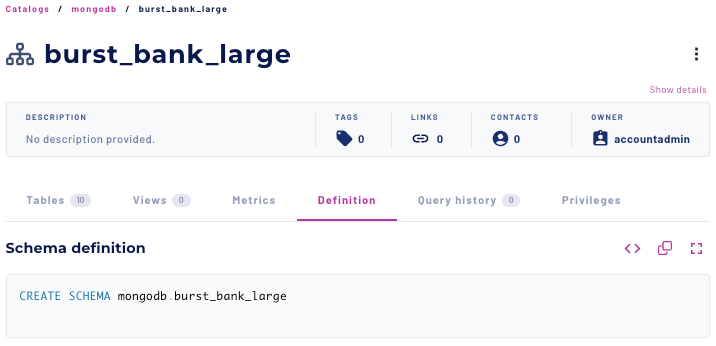 Catalogs / mongodb / burst_bank_large
burst_bank_large
Show details
DESCRIPTION TAGS LINKS CONTACTS OWNER
No description provided. 0 0 0 accountadmin
Tables 10 Views 0 Metrics Definition Query history 0 Privileges
Schema definition
CREATE SCHEMA mongodb.burst_bank_large